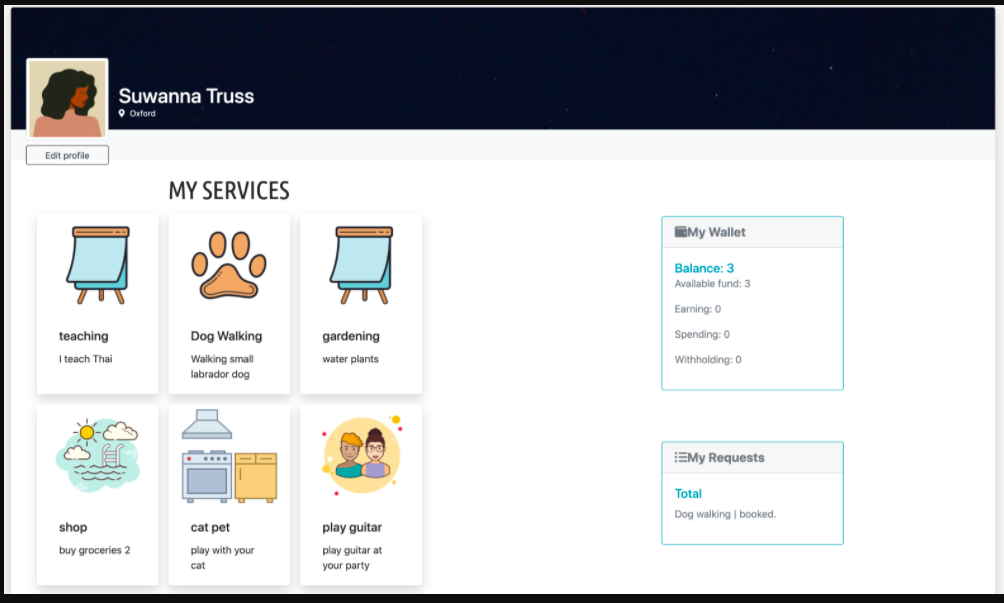 Suwanna Truss
Oxford
Edit profile
MY SERVICES
teaching
I teach Thai
Dog Walking
Walking small
labrador dog
gardening
water plants
shop
buy groceries 2
cat pet
play with your
cat
play guitar
play guitar at
your party
My Wallet
Balance: 3
Available fund: 3
Earning: 0
Spending: 0
Withholding: 0
My Requests
Total
Dog walking | booked.